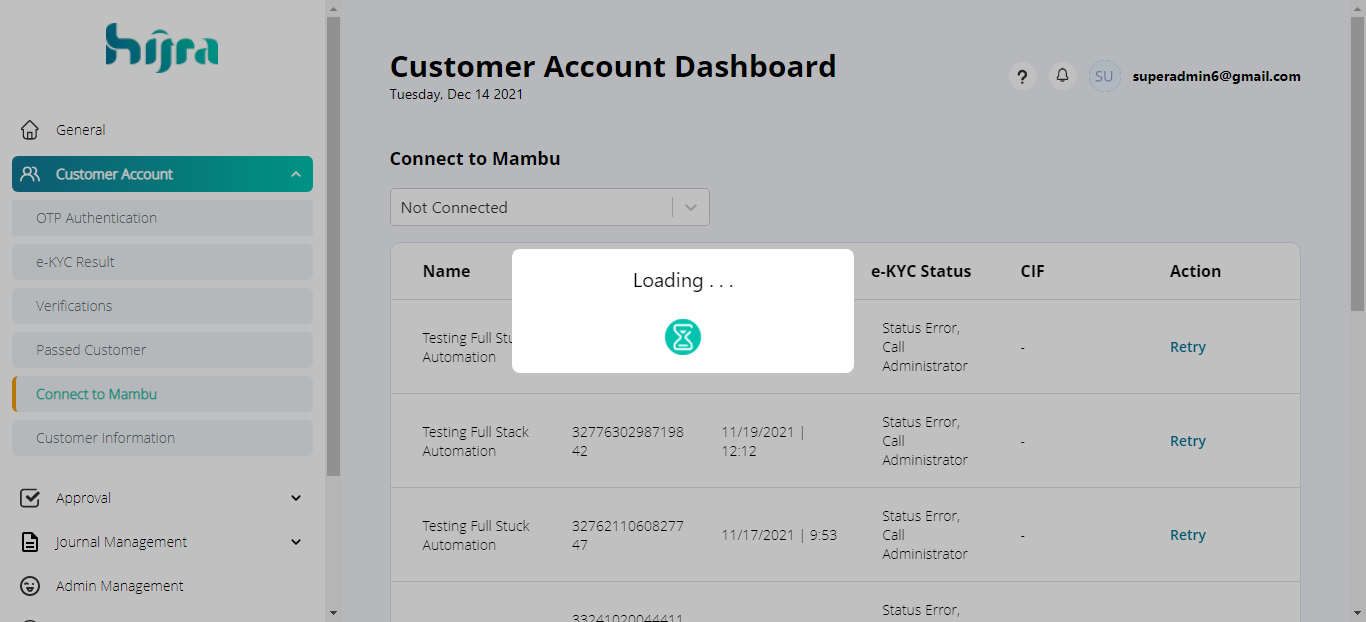 hijra
General
Customer Account
OTP Authentication
e-KYC Result
Verifications
Passed Customer
Connect to Mambu
Customer Information
Approval
Journal Management
Admin Management
Customer Account Dashboard
Tuesday, Dec 14 2021
?
SU
superadmin6@gmail.com
Connect to Mambu
Not Connected
Name
e-KYC Status
CIF
Action
Loading . . .
Testing Full Stu
Automation
Status Error,
Call
Administrator
-
Retry
Testing Full Stack
Automation
32776302987198
42
11/19/2021 |
12:12
Status Error,
Call
Administrator
-
Retry
Testing Full Stuck
Automation
32762110608277
47
11/17/2021 | 9:53
Status Error,
Call
Administrator
-
Retry
33241020044411
Status Error,